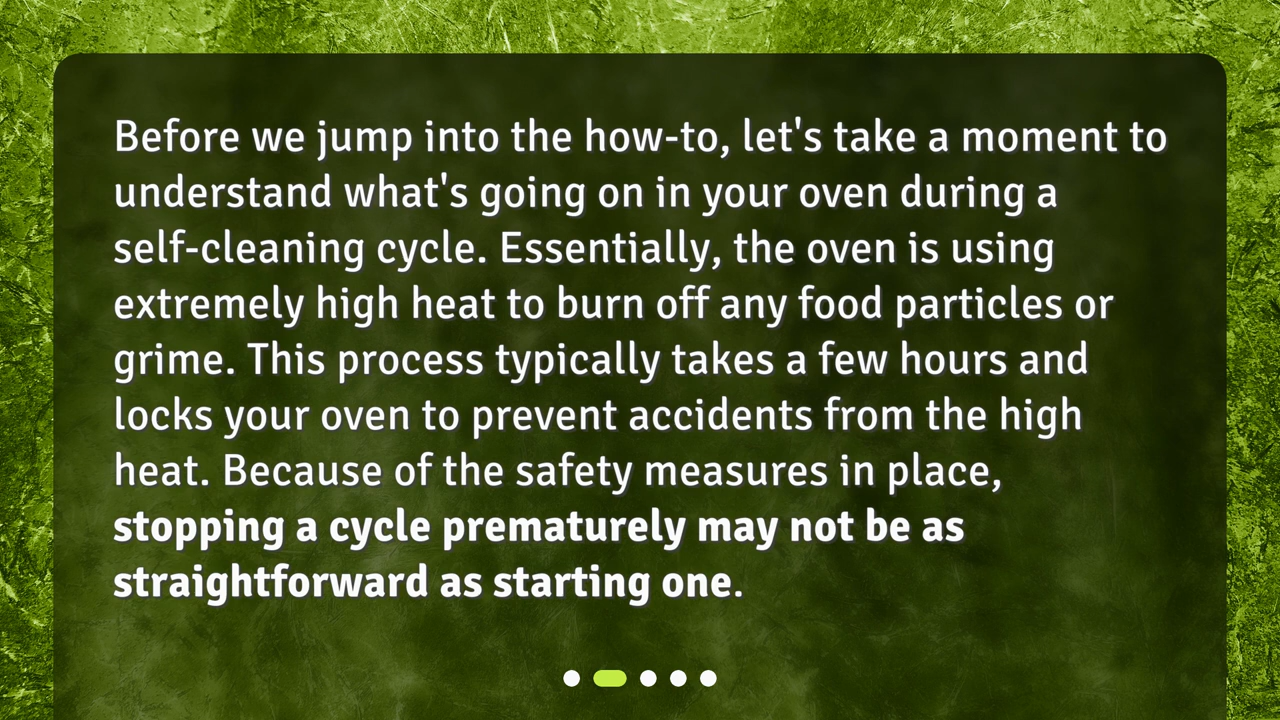 Before we jump into the how-to, let's take a moment to
understand what's going on in your oven during a
self-cleaning cycle. Essentially, the oven is using
extremely high heat to burn off any food particles or
grime. This process typically takes a few hours and
locks your oven to prevent accidents from the high
heat. Because of the safety measures in place,
stopping a cycle prematurely may not be as
straightforward as starting one.